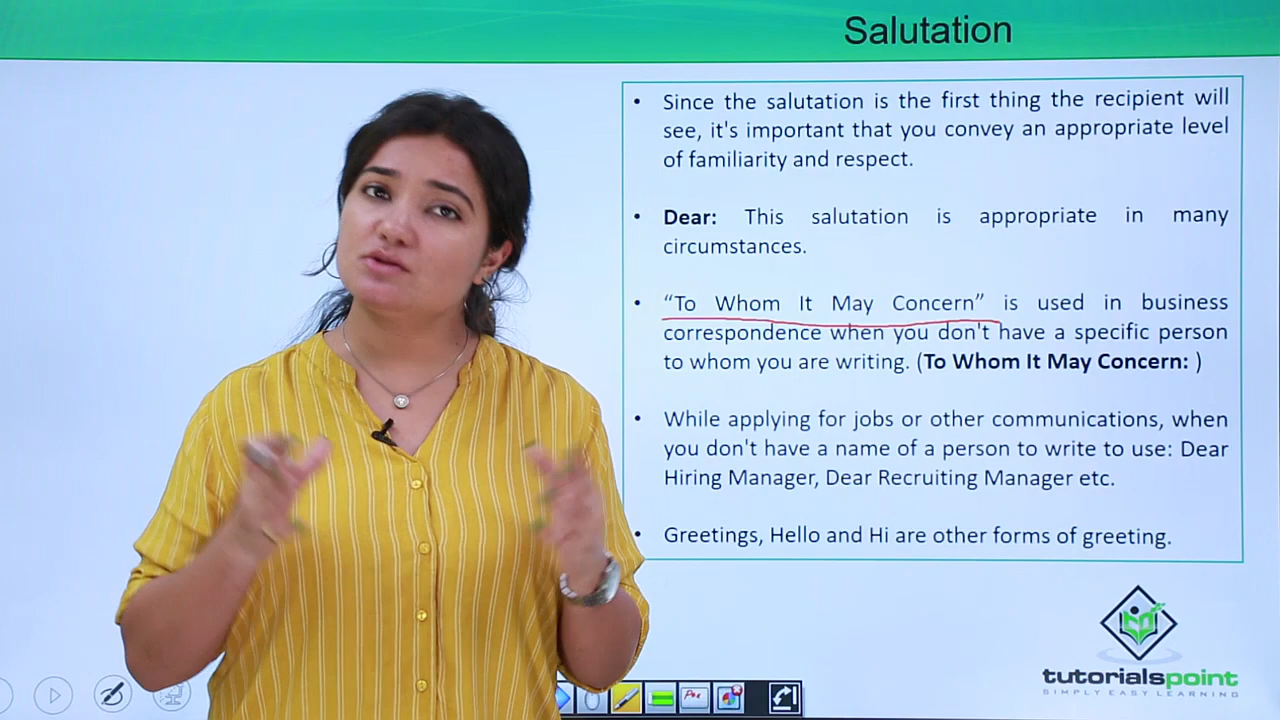 Salutation
• Since the salutation is the first thing the recipient will
see, it's important that you convey an appropriate level
of familiarity and respect.
• Dear: This salutation is appropriate in many
circumstances.
• “To Whom It May Concern” is used in business
correspondence when you don't have a specific person
to whom you are writing. (To Whom It May Concern: )
• While applying for jobs or other communications, when
you don't have a name of a person to write to use: Dear
Hiring Manager, Dear Recruiting Manager etc.
• Greetings, Hello and Hi are other forms of greeting.
tutorialspoint
SIMPLY EASY LEARNING